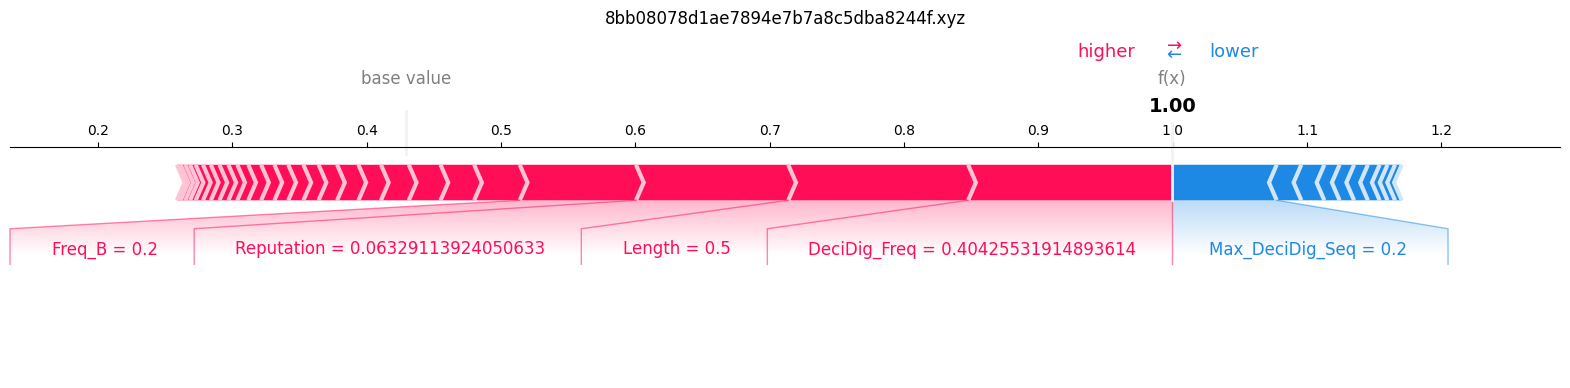 8bb08078d1ae7894e7b7a8c5dba8244f.xyz
higher → ← lower
base value f(x)
1.00
0.2 0.3 0.4 0.5 0.6 0.7 0.8 0.9 1.0 1.1 1.2
Freq_B = 0.2 Reputation = 0.06329113924050633 Length = 0.5 DeciDig_Freq = 0.40425531914893614 Max_DeciDig_Seq = 0.2